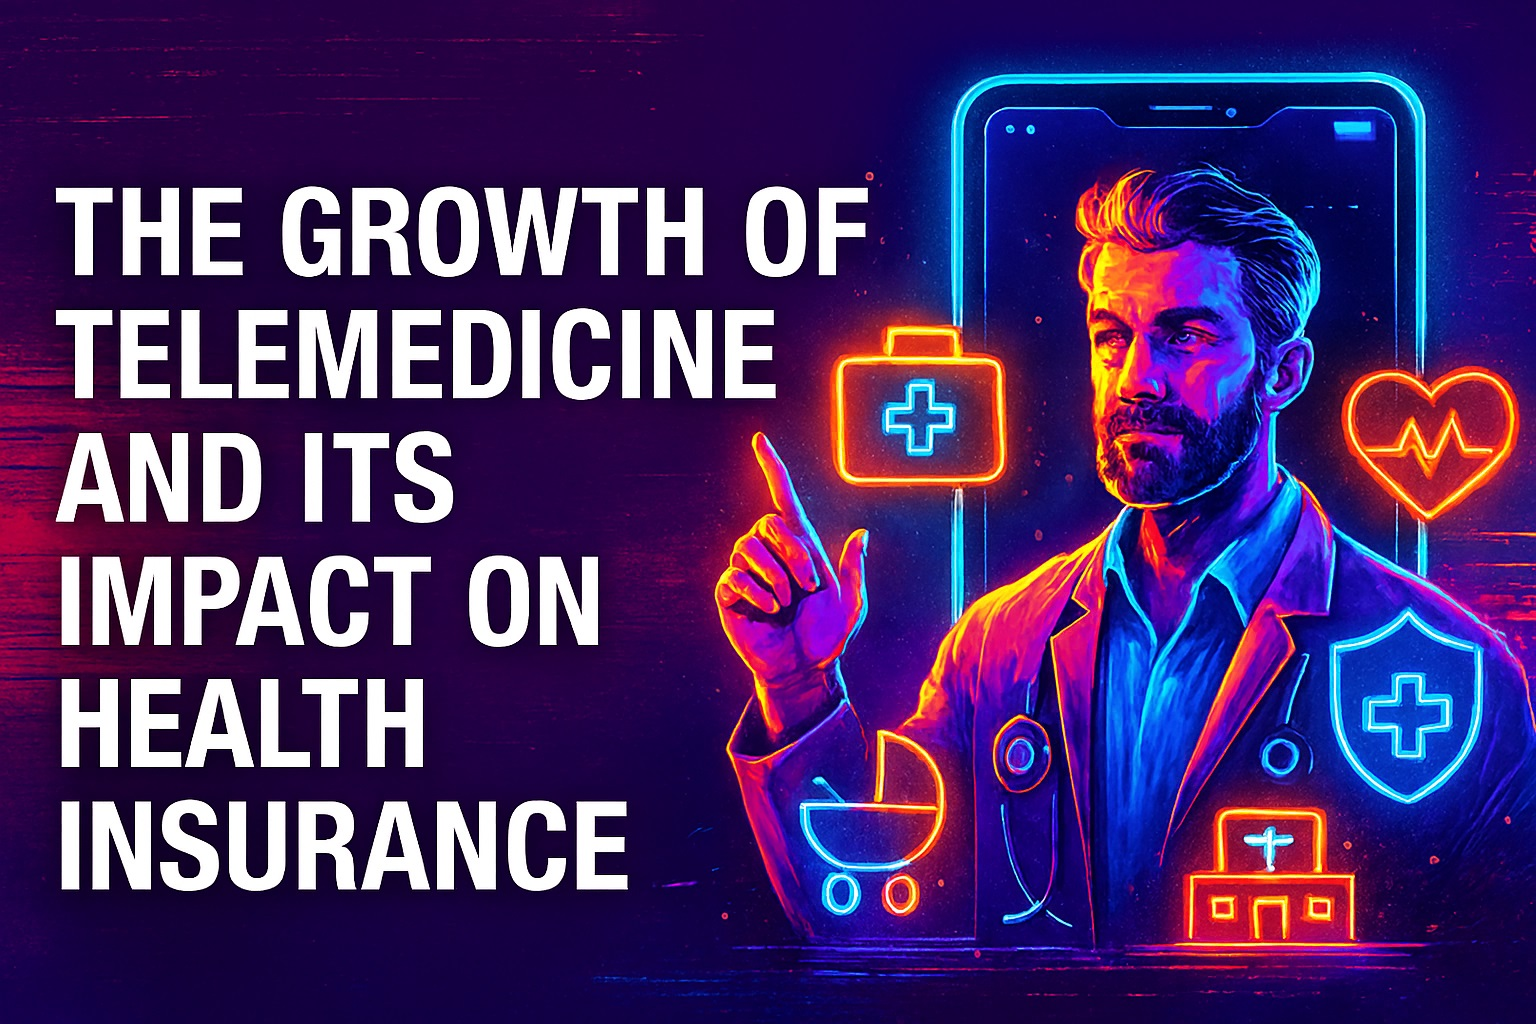 THE GROWTH OF
TELEMEDICINE
AND ITS
IMPACT ON
HEALTH
INSURANCE